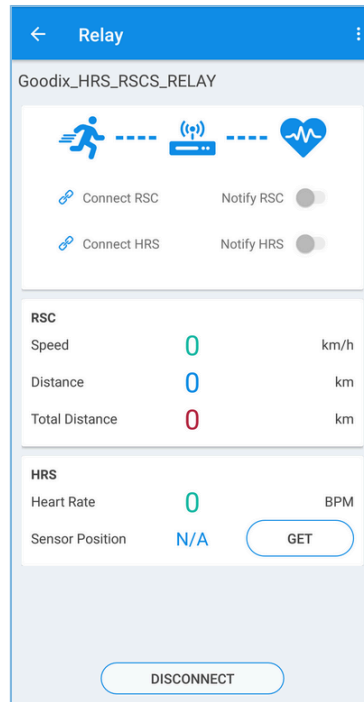 Relay
Goodix_HRS_RSCS_RELAY
Connect RSC Notify RSC
Connect HRS Notify HRS
RSC
Speed 0 km/h
Distance 0 km
Total Distance 0 km
HRS
Heart Rate 0 BPM
Sensor Position N/A GET
DISCONNECT